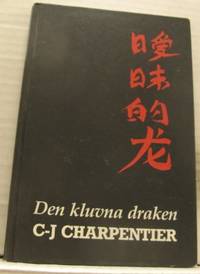 曖昧的龙
Den kluvna draken
C-J CHARPENTIER